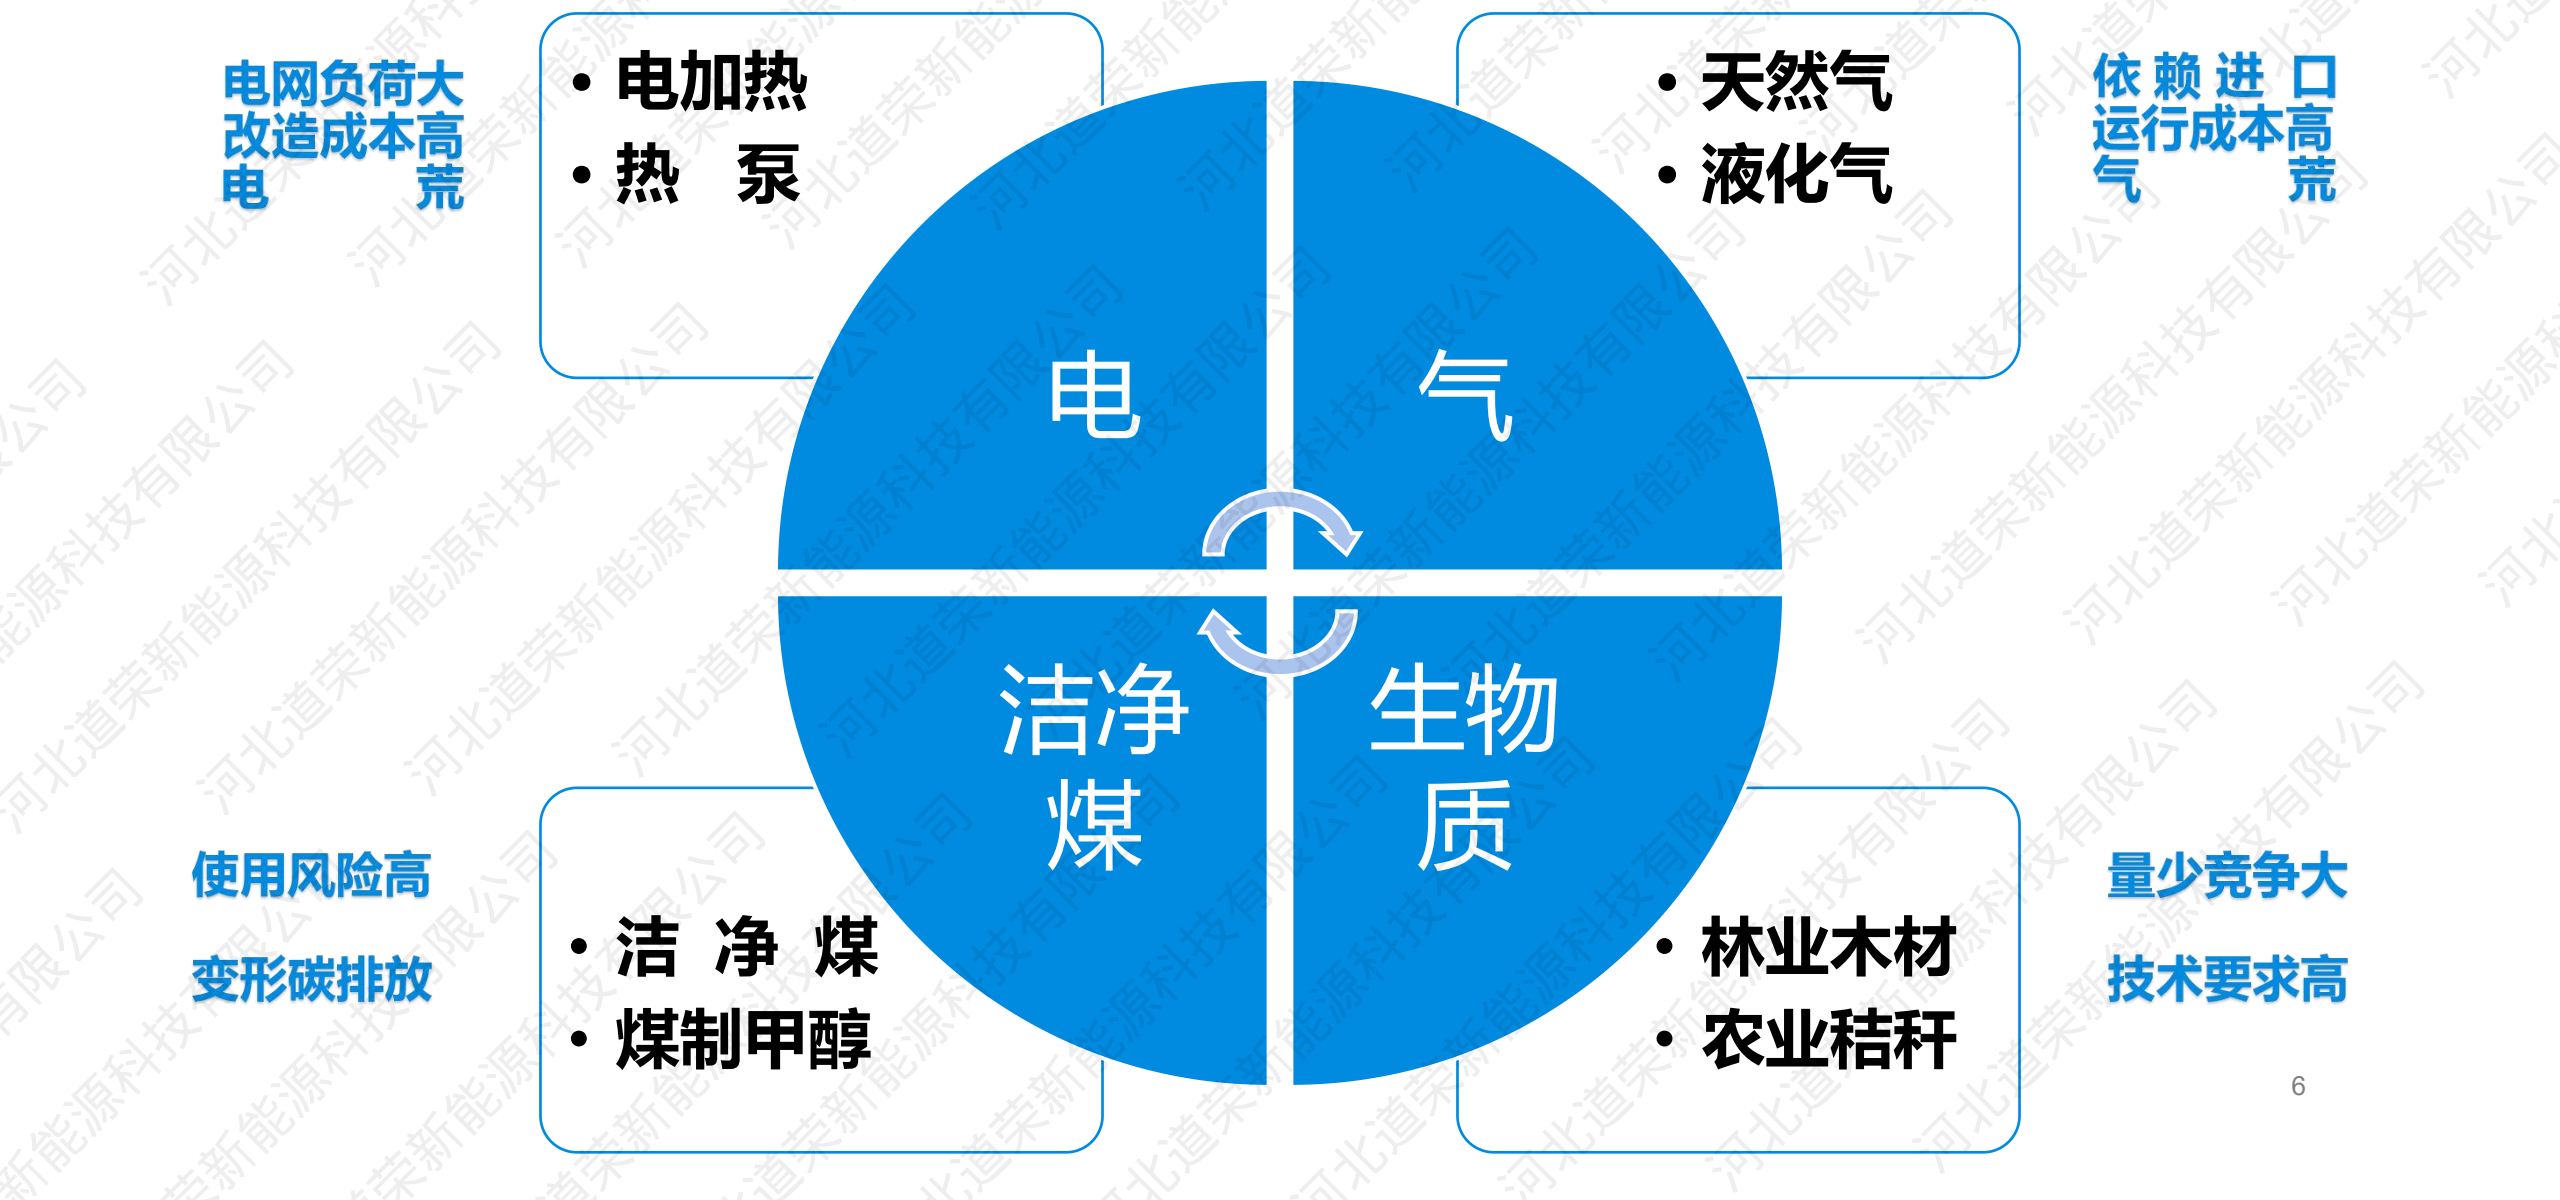 电网负荷大
改造成本高
电 荒
• 电加热
• 热 泵
• 天然气
• 液化气
依 赖 进 口
运行成本高
气 荒
电
气
洁净
煤
生物
质
使用风险高
变形碳排放
• 洁 净 煤
• 煤制甲醇
• 林业木材
• 农业秸秆
量少竞争大
技术要求高
6
河北道荣新能源科技有限公司